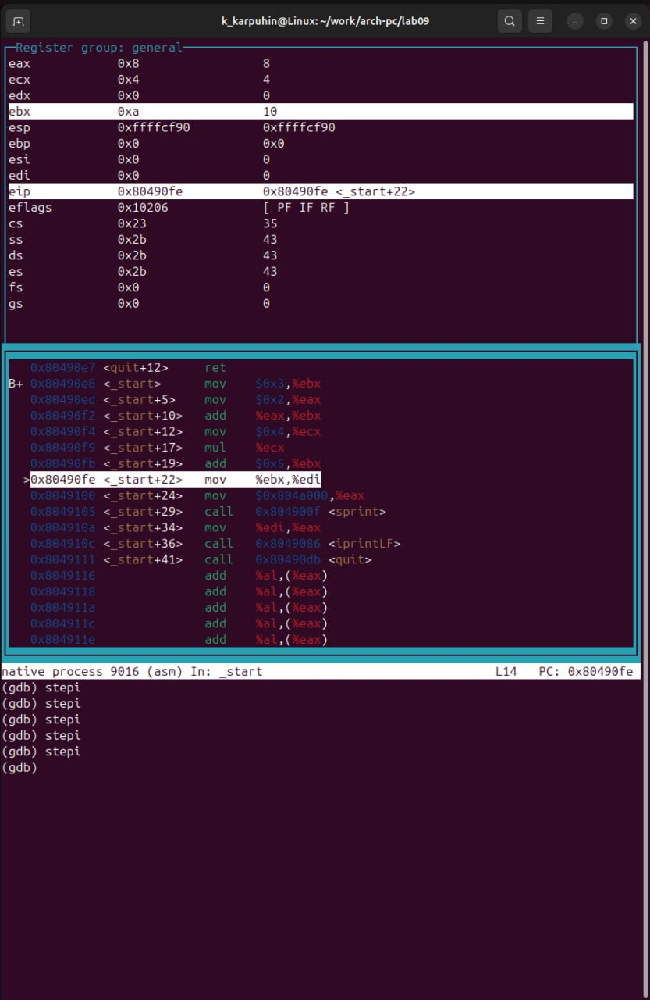 k_karpuhin@Linux: ~/work/arch-pc/lab09
Register group: general
eax 0x8 8
ecx 0x4 4
edx 0x0 0
ebx 0xa 10
esp 0xffffcf90 0xffffcf90
ebp 0x0 0x0
esi 0x0 0
edi 0x0 0
eip 0x80490fe 0x80490fe <_start+22>
eflags 0x10206 [ PF IF RF ]
cs 0x23 35
ss 0x2b 43
ds 0x2b 43
es 0x2b 43
fs 0x0 0
gs 0x0 0
0x80490e7 <quit+12> ret
B+ 0x80490e8 <_start> mov $0x3,%ebx
0x80490ed <_start+5> mov $0x2,%eax
0x80490f2 <_start+10> add %eax,%ebx
0x80490f4 <_start+12> mov $0x4,%ecx
0x80490f9 <_start+17> mul %ecx
0x80490fb <_start+19> add $0x5,%ebx
>0x80490fe <_start+22> mov %ebx,%edi
0x8049100 <_start+24> mov $0x804a000,%eax
0x8049105 <_start+29> call 0x804900f <sprint>
0x804910a <_start+34> mov %edi,%eax
0x804910c <_start+36> call 0x8049086 <iprintLF>
0x8049111 <_start+41> call 0x80490db <quit>
0x8049116 add %al,(%eax)
0x8049118 add %al,(%eax)
0x804911a add %al,(%eax)
0x804911c add %al,(%eax)
0x804911e add %al,(%eax)
native process 9016 (asm) In: _start L14 PC: 0x80490fe
(gdb) stepi
(gdb) stepi
(gdb) stepi
(gdb) stepi
(gdb) stepi
(gdb)